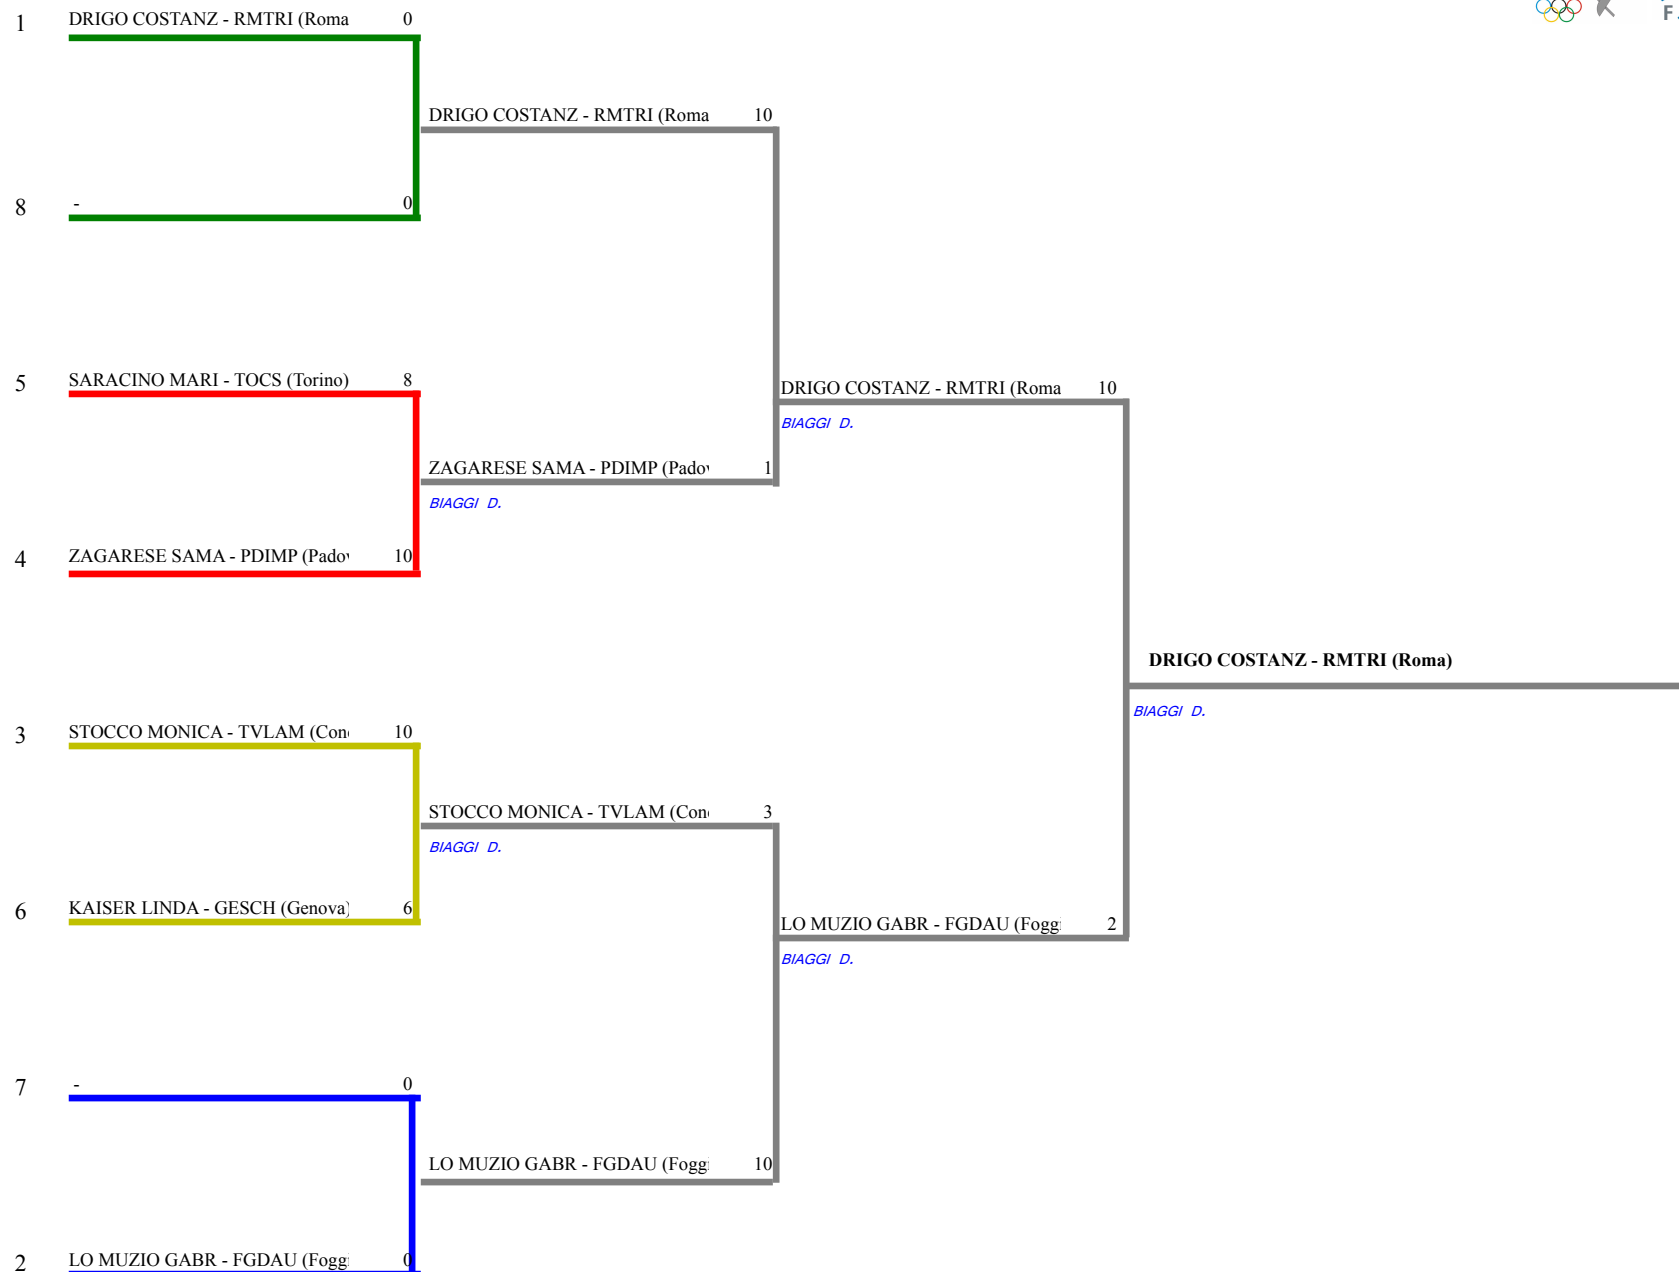 1 DRIGO COSTANZ - RMTRI (Roma 0
DRIGO COSTANZ - RMTRI (Roma 10
8 - 0
5 SARACINO MARI - TOCS (Torino) 8
DRIGO COSTANZ - RMTRI (Roma 10
BIAGGI D.
ZAGARESE SAMA - PDIMP (Padov 1
BIAGGI D.
4 ZAGARESE SAMA - PDIMP (Padov 10
DRIGO COSTANZ - RMTRI (Roma)
BIAGGI D.
3 STOCCO MONICA - TVLAM (Con 10
STOCCO MONICA - TVLAM (Con 3
BIAGGI D.
6 KAISER LINDA - GESCH (Genova) 6
LO MUZIO GABR - FGDAU (Fogg 2
BIAGGI D.
7 - 0
LO MUZIO GABR - FGDAU (Fogg 10
2 LO MUZIO GABR - FGDAU (Fogg 0